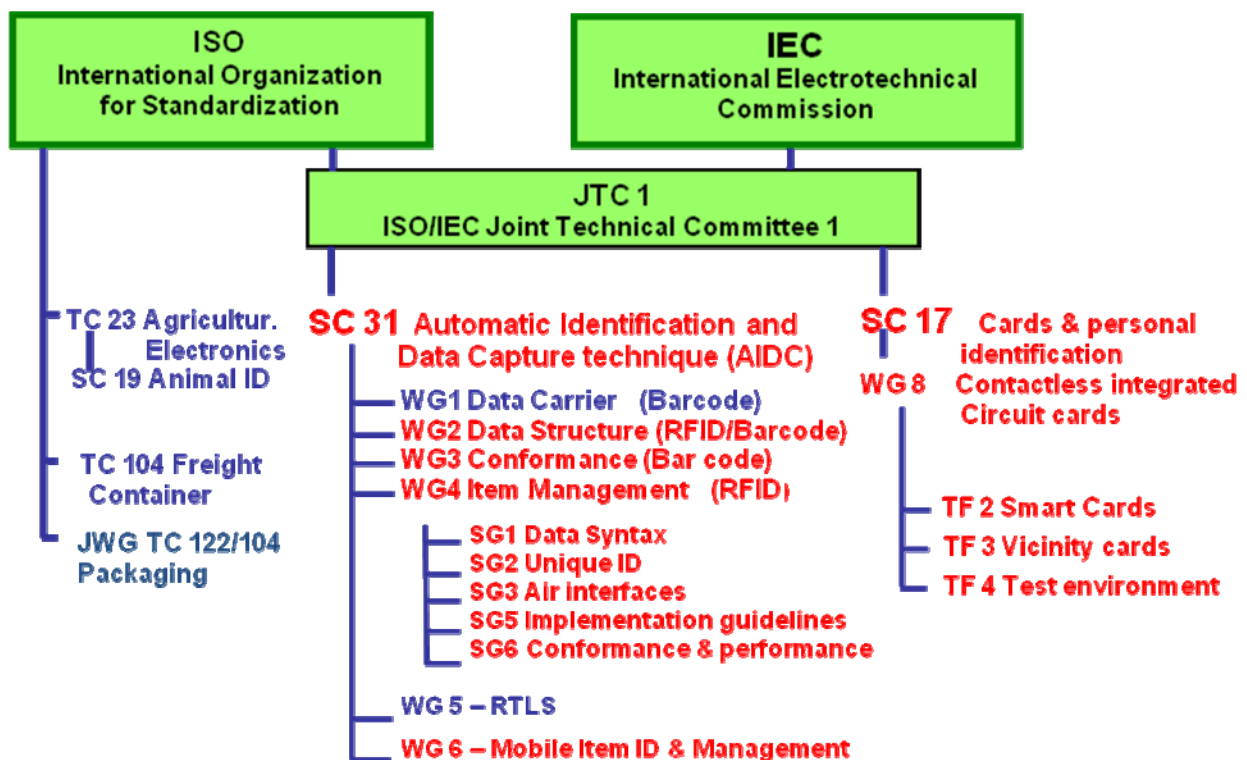 ISO
International Organization
for Standardization
IEC
International Electrotechnical
Commission
JTC 1
ISO/IEC Joint Technical Committee 1
TC 23 Agricultur.
Electronics
SC 19 Animal ID
TC 104 Freight
Container
JWG TC 122/104
Packaging
SC 31 Automatic Identification and
Data Capture technique (AIDC)
WG1 Data Carrier (Barcode)
WG2 Data Structure (RFID/Barcode)
WG3 Conformance (Bar code)
WG4 Item Management (RFID)
SG1 Data Syntax
SG2 Unique ID
SG3 Air interfaces
SG5 Implementation guidelines
SG6 Conformance & performance
WG 5 – RTLS
WG 6 – Mobile Item ID & Management
SC 17 Cards & personal
identification
WG 8 Contactless integrated
Circuit cards
TF 2 Smart Cards
TF 3 Vicinity cards
TF 4 Test environment